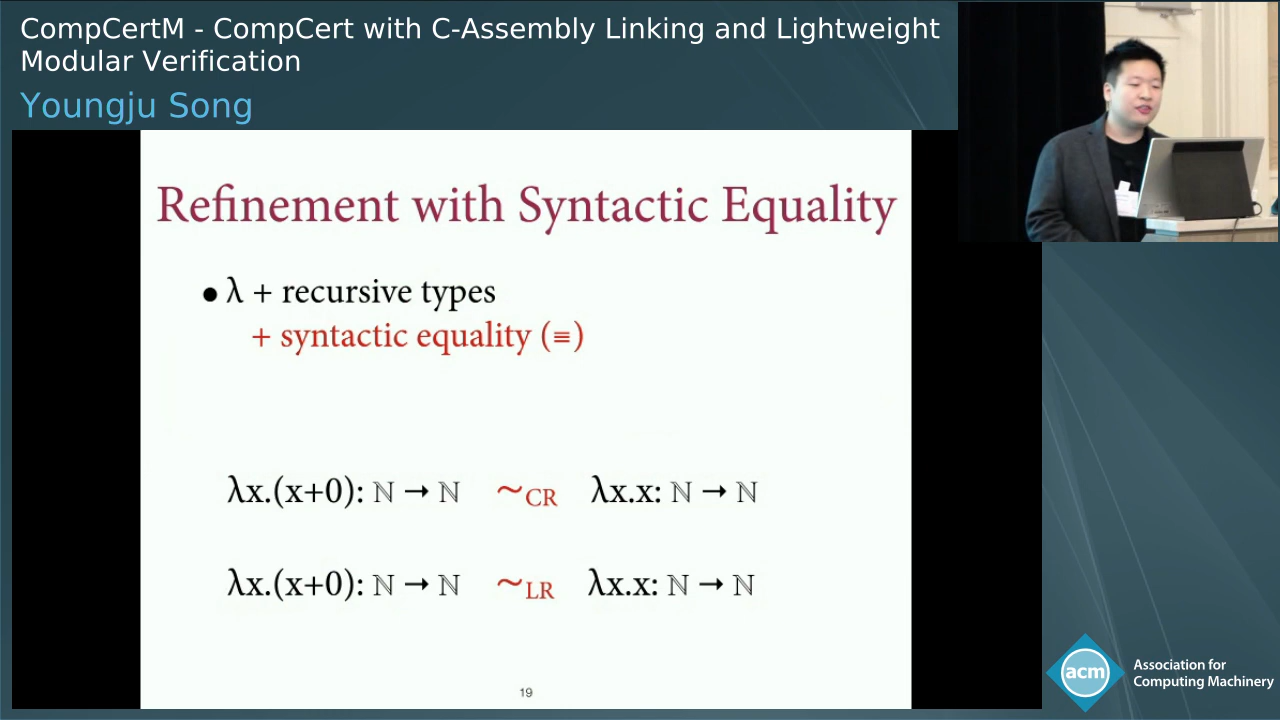 CompCertM - CompCert with C-Assembly Linking and Lightweight
Modular Verification
Youngju Song
Refinement with Syntactic Equality
• λ + recursive types
+ syntactic equality (≡)
λx.(x+0): ℕ → ℕ ~CR λx.x: ℕ → ℕ
λx.(x+0): ℕ → ℕ ~LR λx.x: ℕ → ℕ
19
acm
Association for
Computing Machinery